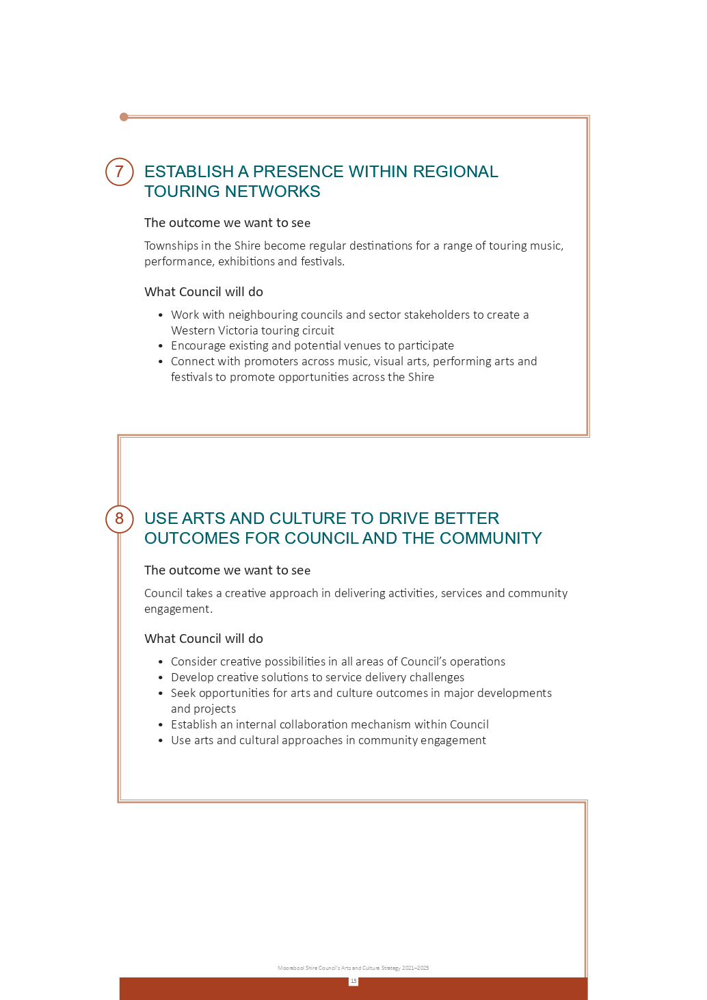 7
ESTABLISH A PRESENCE WITHIN REGIONAL
TOURING NETWORKS
The outcome we want to see
Townships in the Shire become regular destinations for a range of touring music,
performance, exhibitions and festivals.
What Council will do
• Work with neighbouring councils and sector stakeholders to create a
Western Victoria touring circuit
• Encourage existing and potential venues to participate
• Connect with promoters across music, visual arts, performing arts and
festivals to promote opportunities across the Shire
8
USE ARTS AND CULTURE TO DRIVE BETTER
OUTCOMES FOR COUNCIL AND THE COMMUNITY
The outcome we want to see
Council takes a creative approach in delivering activities, services and community
engagement.
What Council will do
• Consider creative possibilities in all areas of Council’s operations
• Develop creative solutions to service delivery challenges
• Seek opportunities for arts and culture outcomes in major developments
and projects
• Establish an internal collaboration mechanism within Council
• Use arts and cultural approaches in community engagement
Moorabool Shire Council’s Arts and Culture Strategy 2021–2025
13